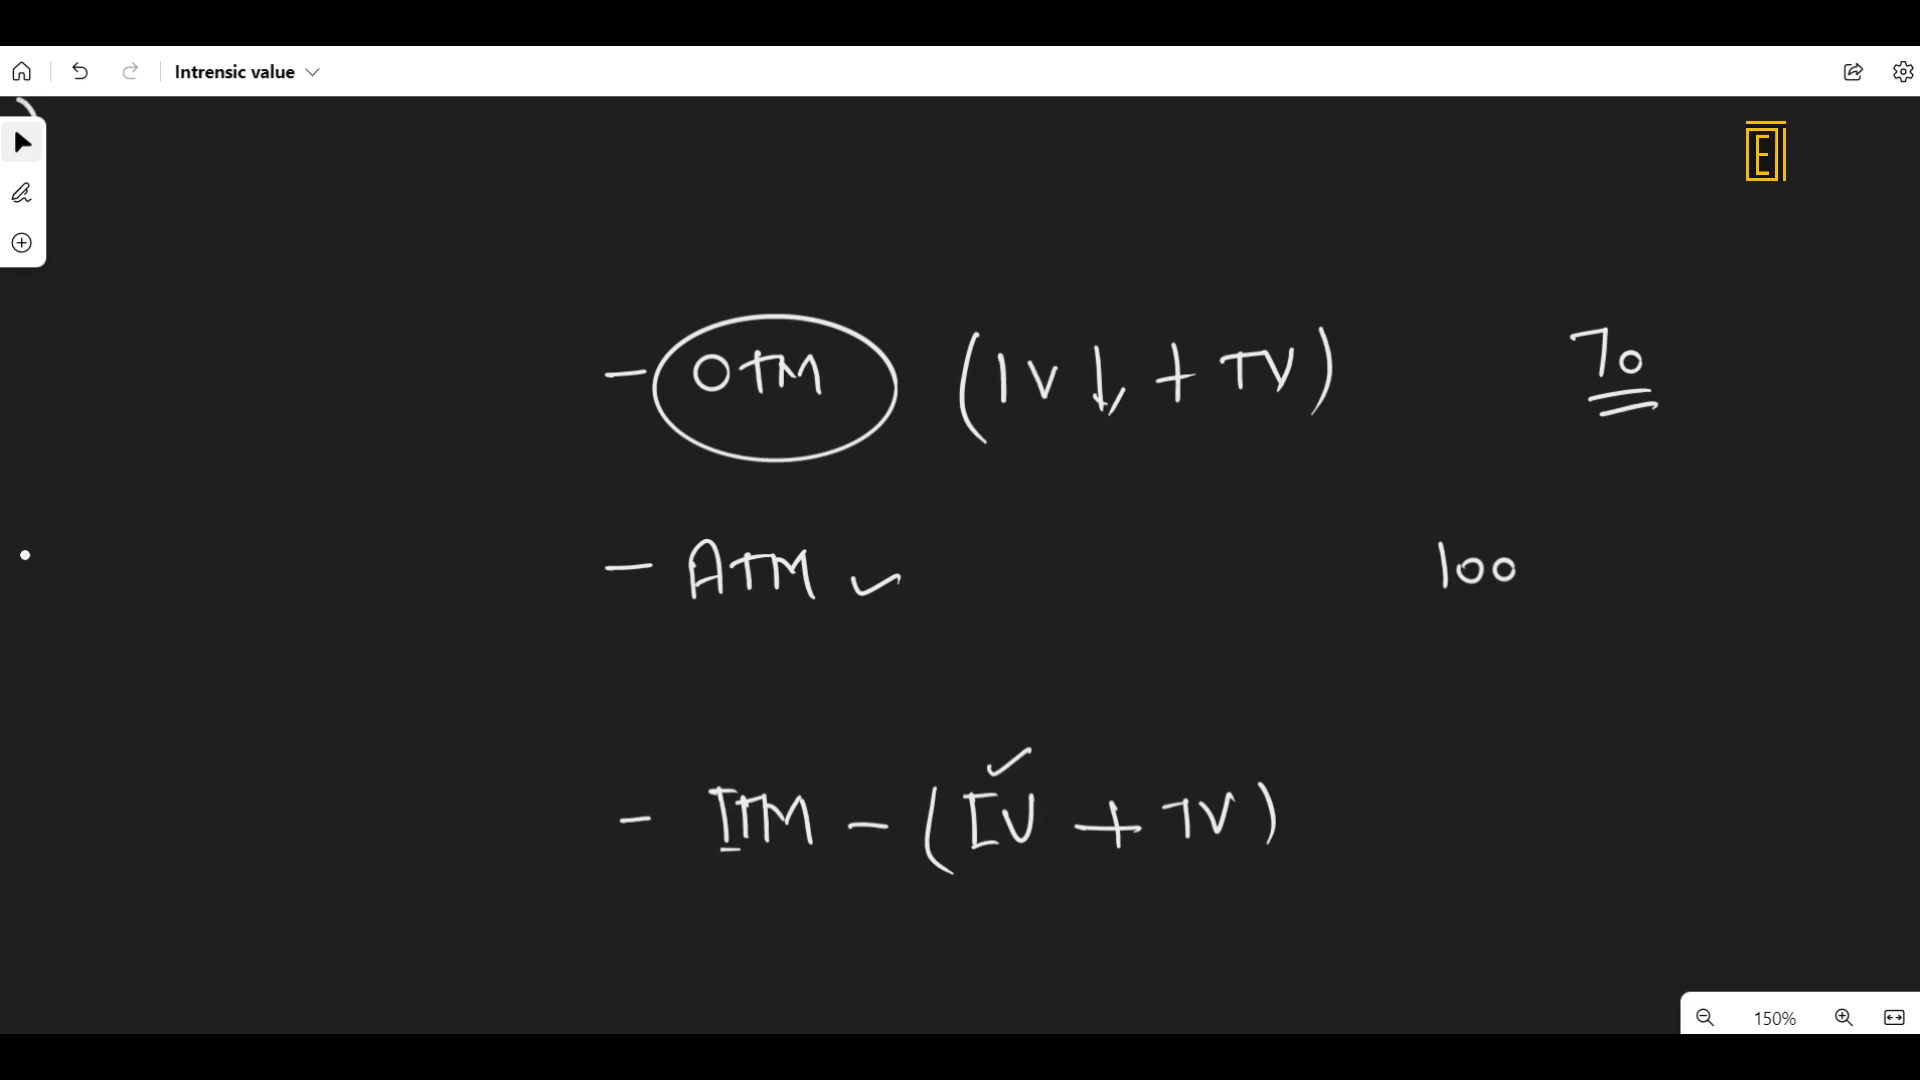 Intrensic value
E
- OTM (IV ↓ + TV) 70
- ATM ✓ 100
✓
- ITM - (IV + TV)
150%